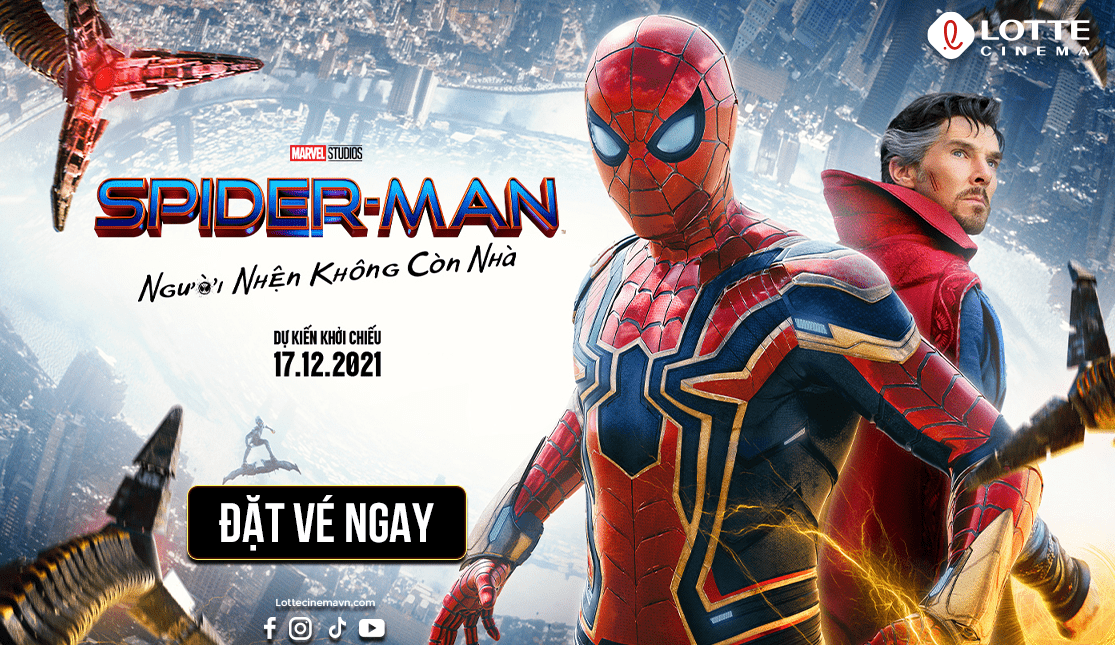 LOTTE
CINEMA
MARVEL STUDIOS
SPIDER-MAN
NGƯỜI NHỆN KHÔNG CÒN NHÀ
DỰ KIẾN KHỞI CHIẾU
17.12.2021
ĐẶT VÉ NGAY
Lottecinemavn.com